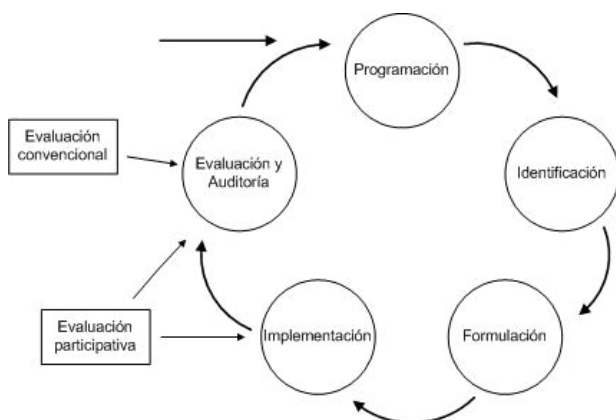 Programación
Evaluación
convencional
Evaluación y
Auditoría
Identificación
Evaluación
participativa
Implementación
Formulación